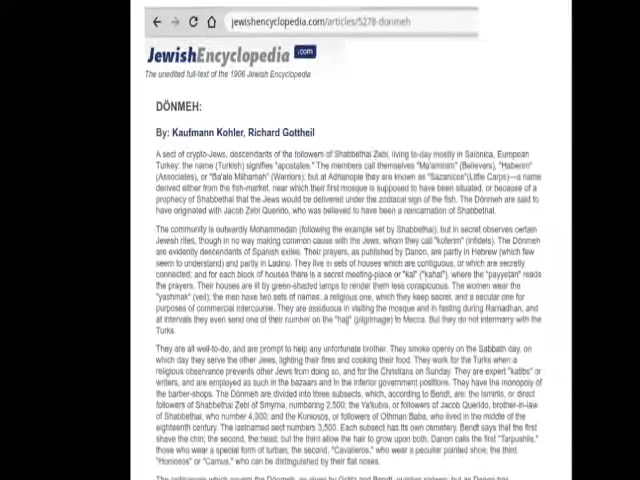 jewishencyclopedia.com/articles/5278-donmeh
JewishEncyclopedia .com
The unedited full-text of the 1906 Jewish Encyclopedia
DÖNMEH:
By: Kaufmann Kohler, Richard Gottheil
A sect of crypto-Jews, descendants of the followers of Shabbethai Zebi, living to-day mostly in Salonica, European
Turkey: the name (Turkish) signifies "apostates." The members call themselves "Ma'aminim" (Believers), "Haberim"
(Associates), or "Ba'ale Milhamah" (Warriors); but at Adrianople they are known as "Sazanicos"(Little Carps)—a name
derived either from the fish-market, near which their first mosque is supposed to have been situated, or because of a
prophecy of Shabbethai that the Jews would be delivered under the zodiacal sign of the fish. The Dönmeh are said to
have originated with Jacob Zebi Querido, who was believed to have been a reincarnation of Shabbethai.
The community is outwardly Mohammedan (following the example set by Shabbethai); but in secret observes certain
Jewish rites, though in no way making common cause with the Jews, whom they call "koferim" (infidels). The Dönmeh
are evidently descendants of Spanish exiles. Their prayers, as published by Danon, are partly in Hebrew (which few
seem to understand) and partly in Ladino. They live in sets of houses which are contiguous, or which are secretly
connected; and for each block of houses there is a secret meeting-place or "kal" ("kahal"), where the "payyetan" reads
the prayers. Their houses are lit by green-shaded lamps to render them less conspicuous. The women wear the
"yashmak" (veil); the men have two sets of names: a religious one, which they keep secret, and a secular one for
purposes of commercial intercourse. They are assiduous in visiting the mosque and in fasting during Ramadhan, and
at intervals they even send one of their number on the "hajj" (pilgrimage) to Mecca. But they do not intermarry with the
Turks.
They are all well-to-do, and are prompt to help any unfortunate brother. They smoke openly on the Sabbath day, on
which day they serve the other Jews, lighting their fires and cooking their food. They work for the Turks when a
religious observance prevents other Jews from doing so, and for the Christians on Sunday. They are expert "katibs" or
writers, and are employed as such in the bazaars and in the inferior government positions. They have the monopoly of
the barber-shops. The Dönmeh are divided into three subsects, which, according to Bendt, are: the Ismirlis, or direct
followers of Shabbethai Zebi of Smyrna, numbering 2,500; the Ya'kubis, or followers of Jacob Querido, brother-in-law
of Shabbethai, who number 4,000; and the Kuniosos, or followers of Othman Baba, who lived in the middle of the
eighteenth century. The lastnamed sect numbers 3,500. Each subsect has its own cemetery. Bendt says that the first
shave the chin; the second, the head; but the third allow the hair to grow upon both. Danon calls the first "Tarpushlis,"
those who wear a special form of turban; the second, "Cavalieros," who wear a peculiar pointed shoe; the third,
"Honiosos" or "Camus," who can be distinguished by their flat noses.